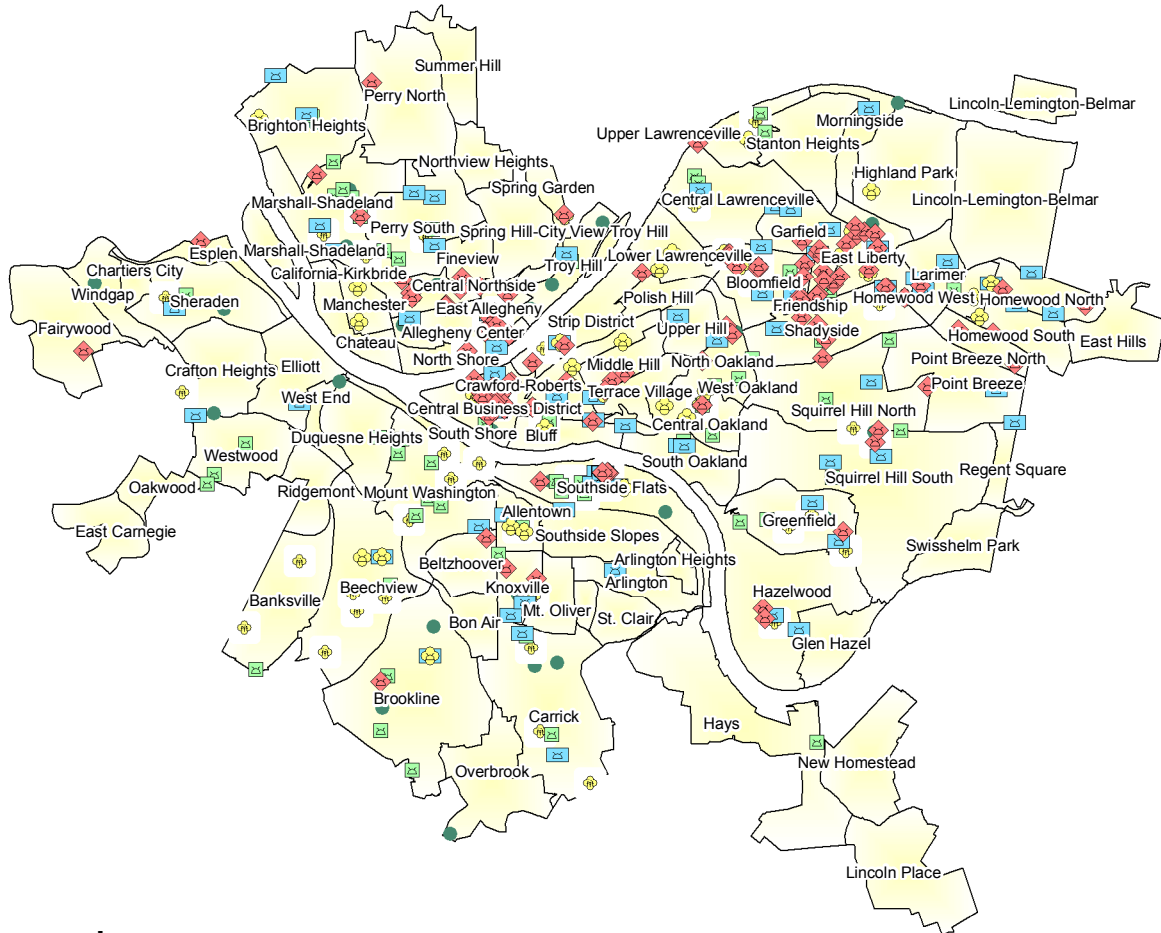 Summer Hill
Perry North
Lincoln-Lemington-Belmar
Brighton Heights
Morningside
Upper Lawrenceville
Stanton Heights
Northview Heights
Highland Park
Spring Garden
Marshall-Shadeland
Central Lawrenceville
Lincoln-Lemington-Belmar
Perry South
Spring Hill-City View
Troy Hill
Garfield
Esplen
Marshall-Shadeland
Fineview
Lower Lawrenceville
East Liberty
Chartiers City
California-Kirkbride
Troy Hill
Larimer
Windgap
Sheraden
Central Northside
Bloomfield
Manchester
East Allegheny
Polish Hill
Friendship
Homewood West
Homewood North
Fairywood
Allegheny
Center
Strip District
Upper Hill
Shadyside
Homewood South
Chateau
East Hills
North Shore
Middle Hill
North Oakland
Point Breeze North
Crafton Heights
Elliott
Crawford-Roberts
Terrace Village
West Oakland
Point Breeze
West End
Central Business District
Squirrel Hill North
Duquesne Heights
South Shore
Bluff
Central Oakland
Westwood
South Oakland
Regent Square
Oakwood
Ridgemont
Mount Washington
Southside Flats
Squirrel Hill South
East Carnegie
Allentown
Greenfield
Southside Slopes
Swisshelm Park
Beltzhoover
Arlington Heights
Banksville
Beechview
Knoxville
Arlington
Hazelwood
Bon Air
Mt. Oliver
St. Clair
Glen Hazel
Brookline
Carrick
Hays
Overbrook
New Homestead
Lincoln Place